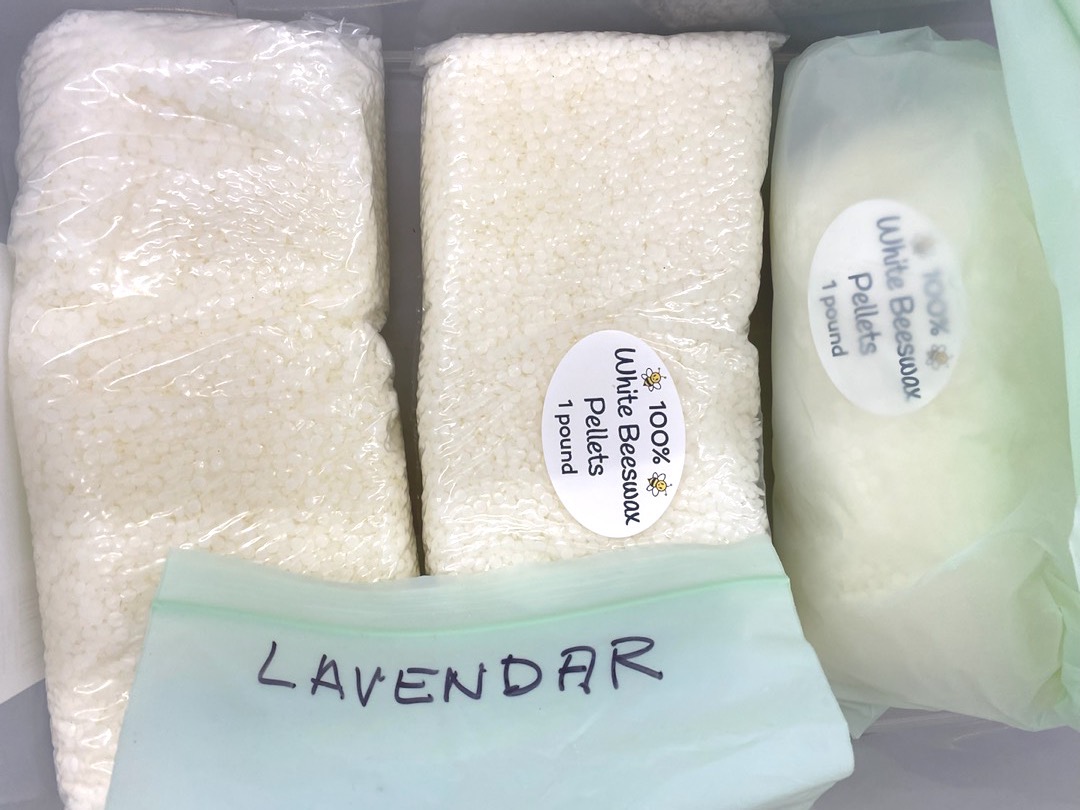 100%
White Beeswax
Pellets
1 pound
100%
White Beeswax
Pellets
1 pound
LAVENDAR